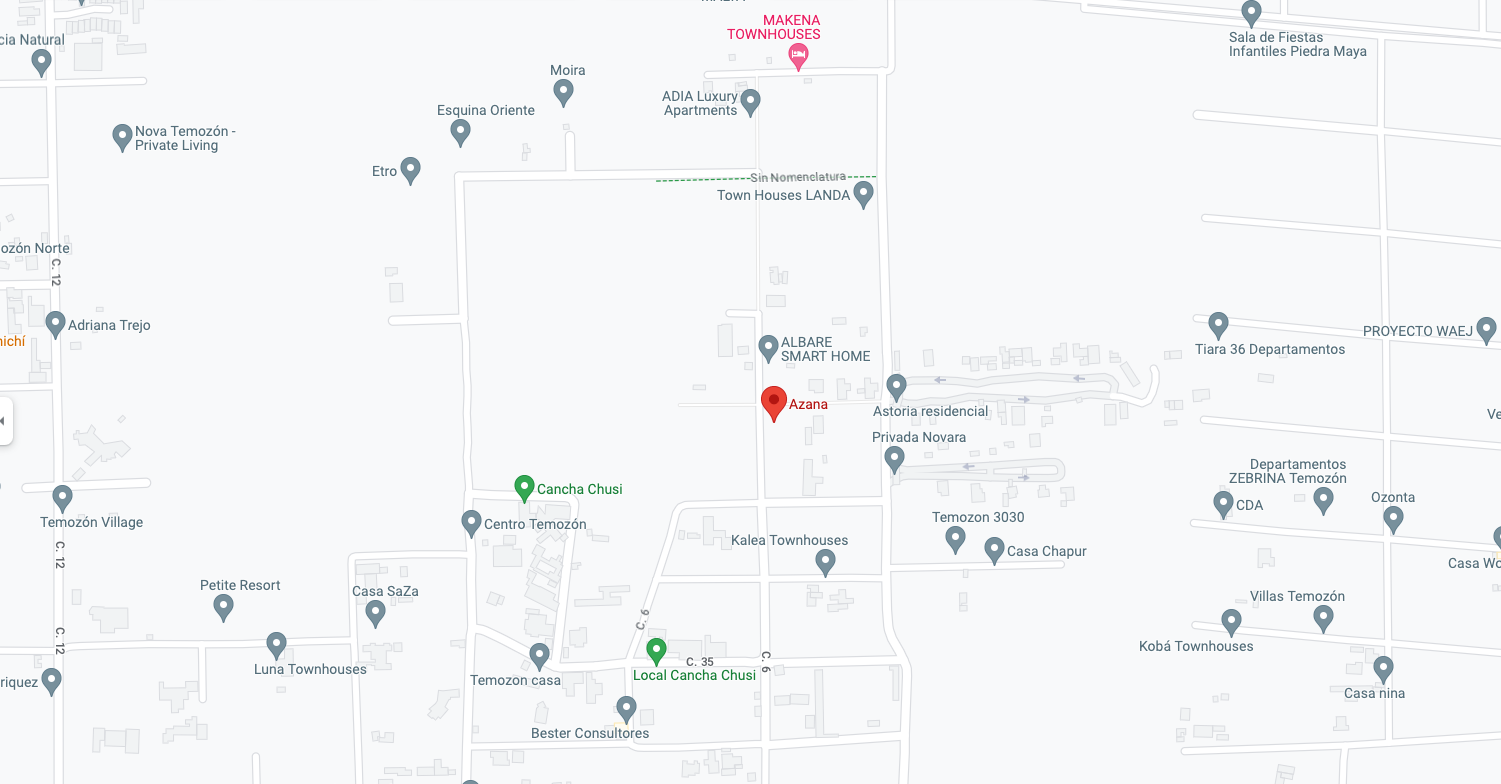 MAKENA
TOWNHOUSES
Sala de Fiestas
Infantiles Piedra Maya
cia Natural
Moira
ADIA Luxury
Apartments
Esquina Oriente
Nova Temozón -
Private Living
Etro
Sin Nomenclatura
Town Houses LANDA
ozón Norte
C. 12
Adriana Trejo
nichí
ALBARE
SMART HOME
Tiara 36 Departamentos
PROYECTO WAEJ
Azana
Astoria residencial
Ve
Privada Novara
Departamentos
ZEBRINA Temozón
Cancha Chusi
CDA
Ozonta
Temozón Village
Centro Temozón
Temozon 3030
Kalea Townhouses
Casa Chapur
C. 12
Casa Wo
Petite Resort
Casa SaZa
Villas Temozón
C. 6
C. 12
Kobá Townhouses
Luna Townhouses
C. 35
C. 6
Local Cancha Chusi
Temozon casa
riquez
Casa nina
Bester Consultores